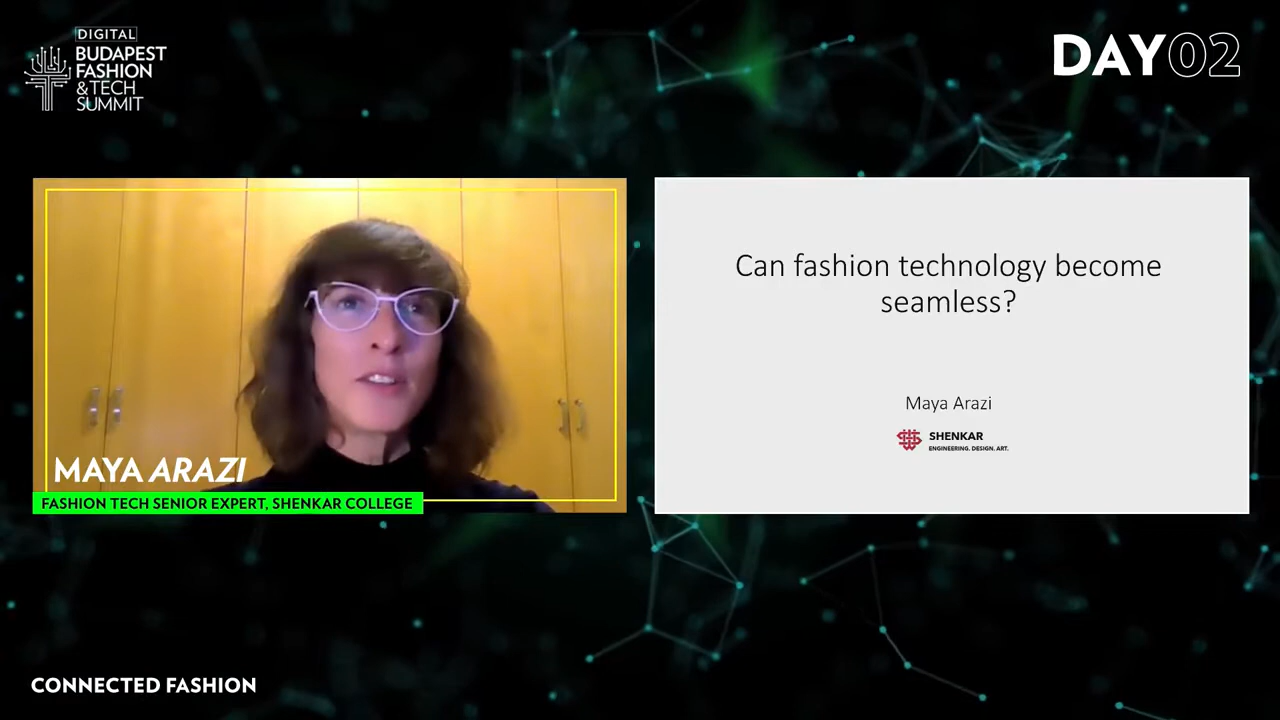 DIGITAL
BUDAPEST
FASHION
&TECH
SUMMIT
DAY02
MAYA ARAZI
FASHION TECH SENIOR EXPERT, SHENKAR COLLEGE
Can fashion technology become
seamless?
Maya Arazi
SHENKAR
ENGINEERING. DESIGN. ART.
CONNECTED FASHION